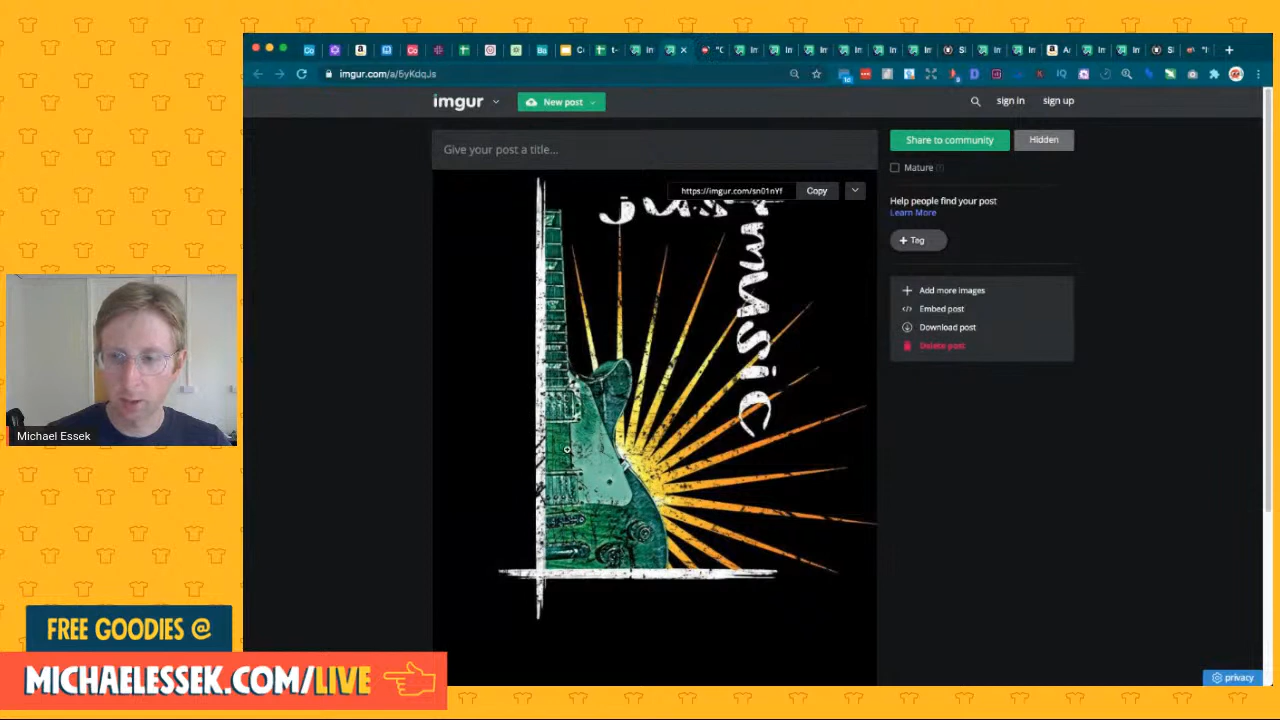 imgur.com/a/5yKdqJs
imgur
New post
sign in
sign up
Give your post a title...
https://imgur.com/sn01nYf
Copy
Share to community
Hidden
Mature
Help people find your post
Learn More
+ Tag
Add more images
Embed post
Download post
Delete post
just
music
Michael Essek
FREE GOODIES @
MICHAELESSEK.COM/LIVE
privacy